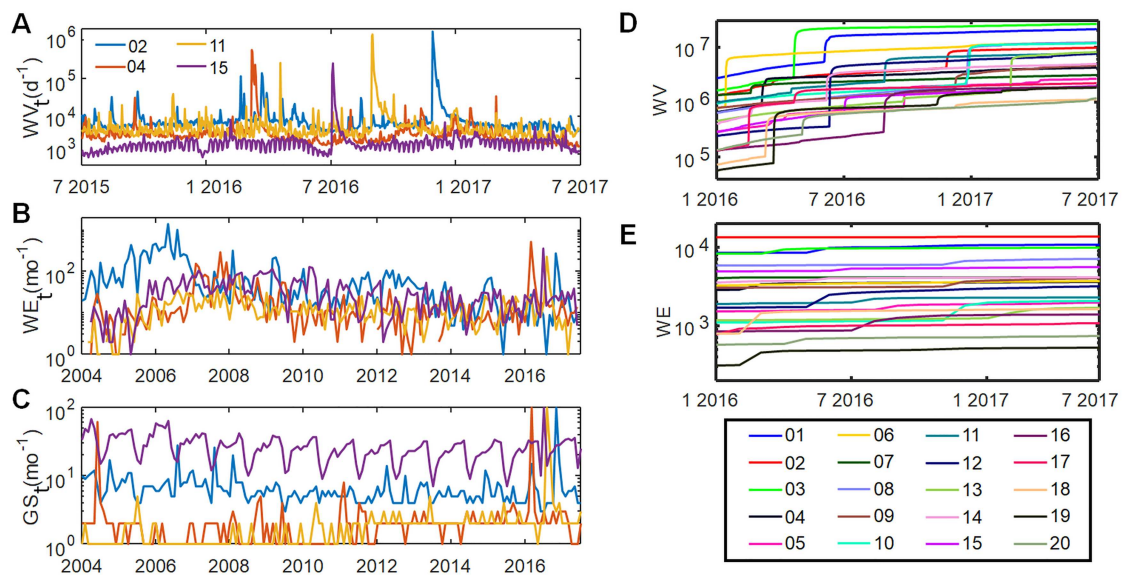 A
WV_t(d^-1)
10^6
10^5
10^4
10^3
02 11
04 15
7 2015 1 2016 7 2016 1 2017 7 2017
B
WE_t(mo^-1)
10^2
10^0
2004 2006 2008 2010 2012 2014 2016
C
GS_t(mo^-1)
10^2
10^1
10^0
2004 2006 2008 2010 2012 2014 2016
D
WV
10^7
10^6
10^5
1 2016 7 2016 1 2017 7 2017
E
WE
10^4
10^3
1 2016 7 2016 1 2017 7 2017
01 06 11 16
02 07 12 17
03 08 13 18
04 09 14 19
05 10 15 20